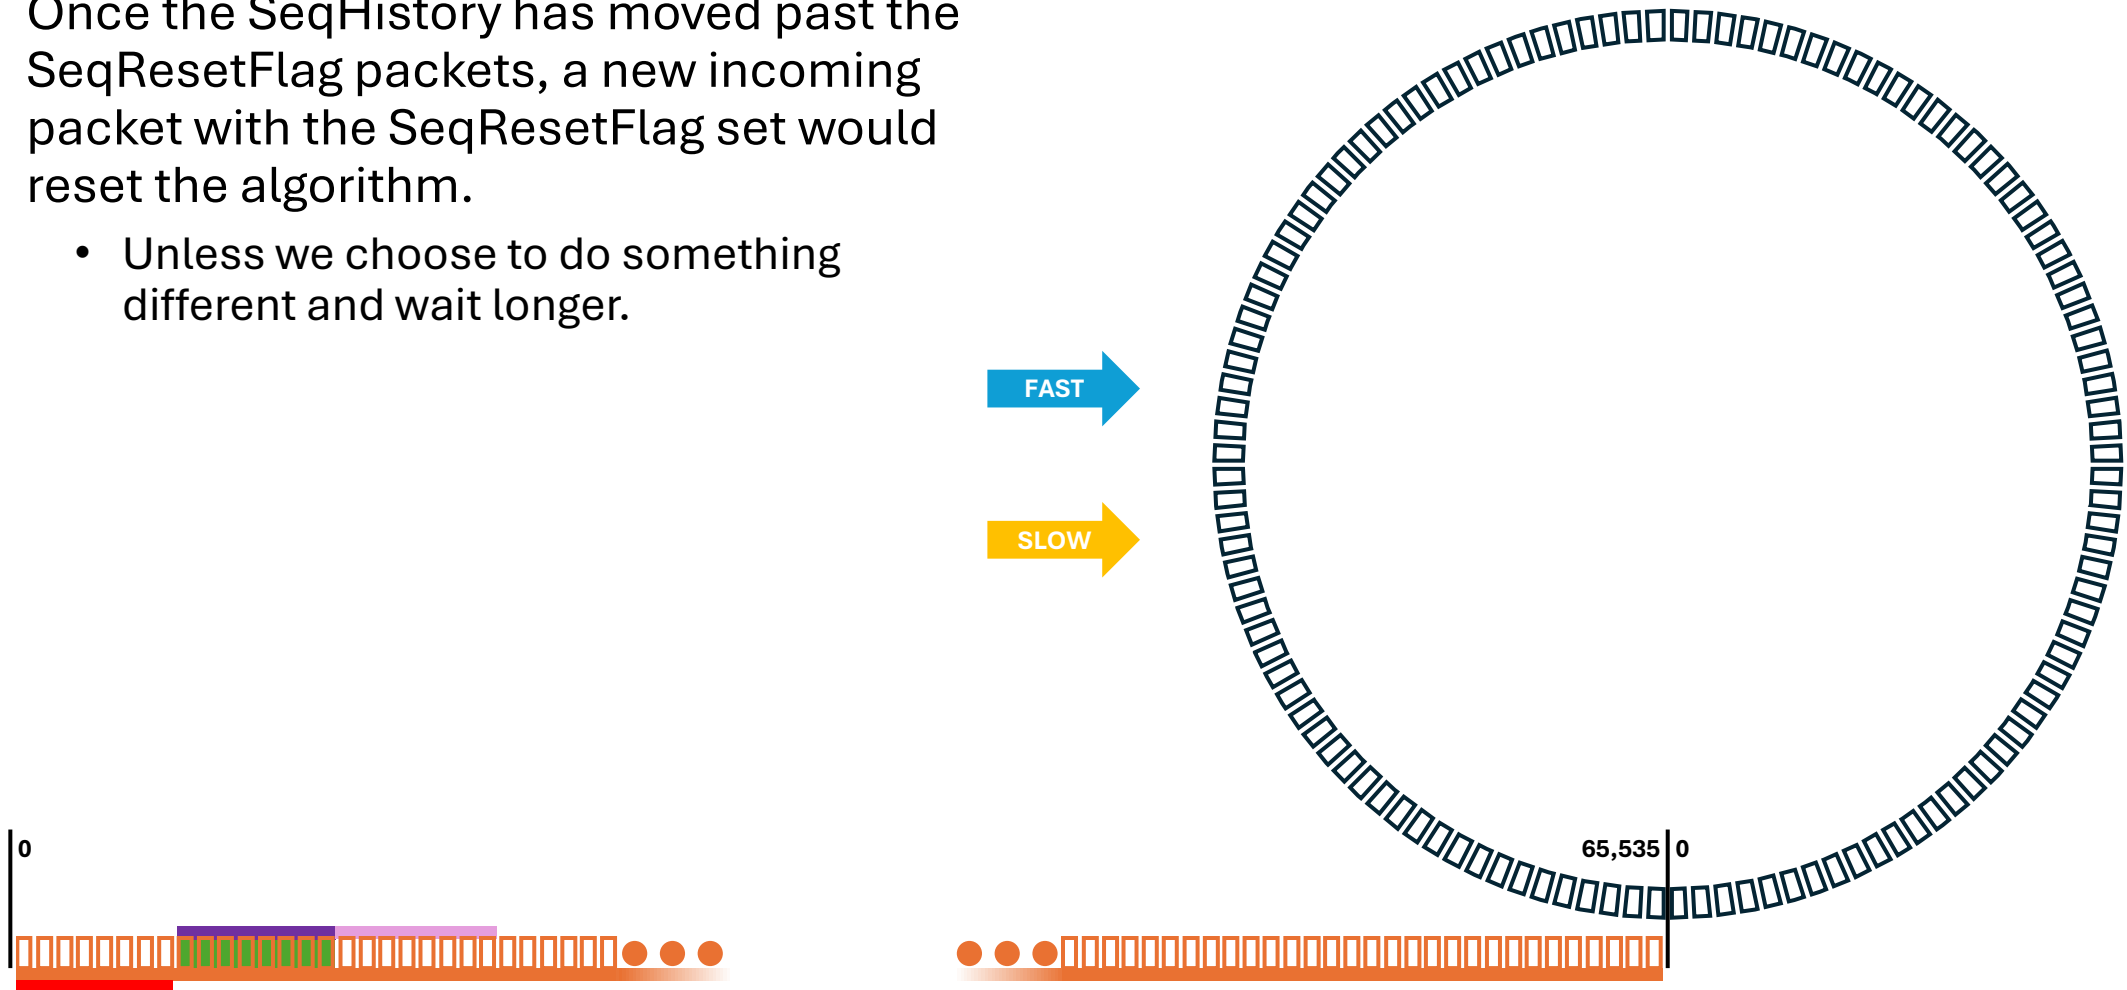 Once the SeqHistory has moved past the
SeqResetFlag packets, a new incoming
packet with the SeqResetFlag set would
reset the algorithm.
• Unless we choose to do something
different and wait longer.
FAST
SLOW
0
65,535 0